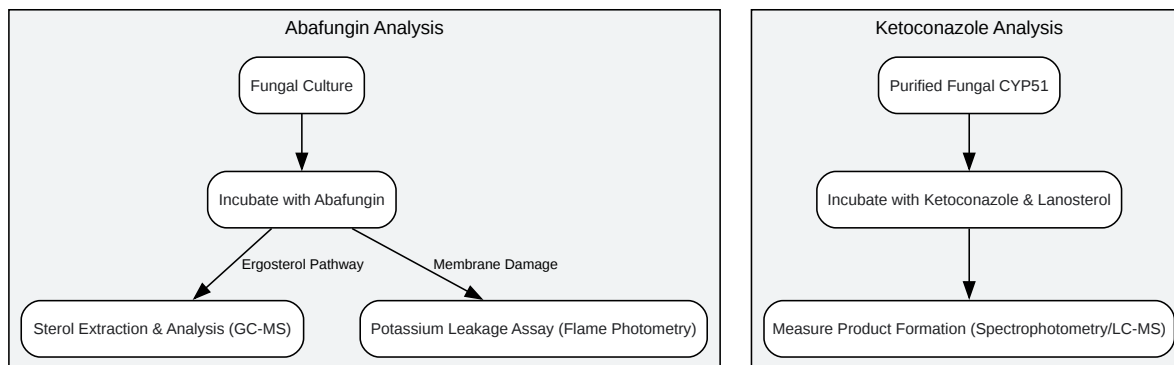 Abafungin Analysis
Fungal Culture
Incubate with Abafungin
Ergosterol Pathway
Membrane Damage
Sterol Extraction & Analysis (GC-MS)
Potassium Leakage Assay (Flame Photometry)
Ketoconazole Analysis
Purified Fungal CYP51
Incubate with Ketoconazole & Lanosterol
Measure Product Formation (Spectrophotometry/LC-MS)